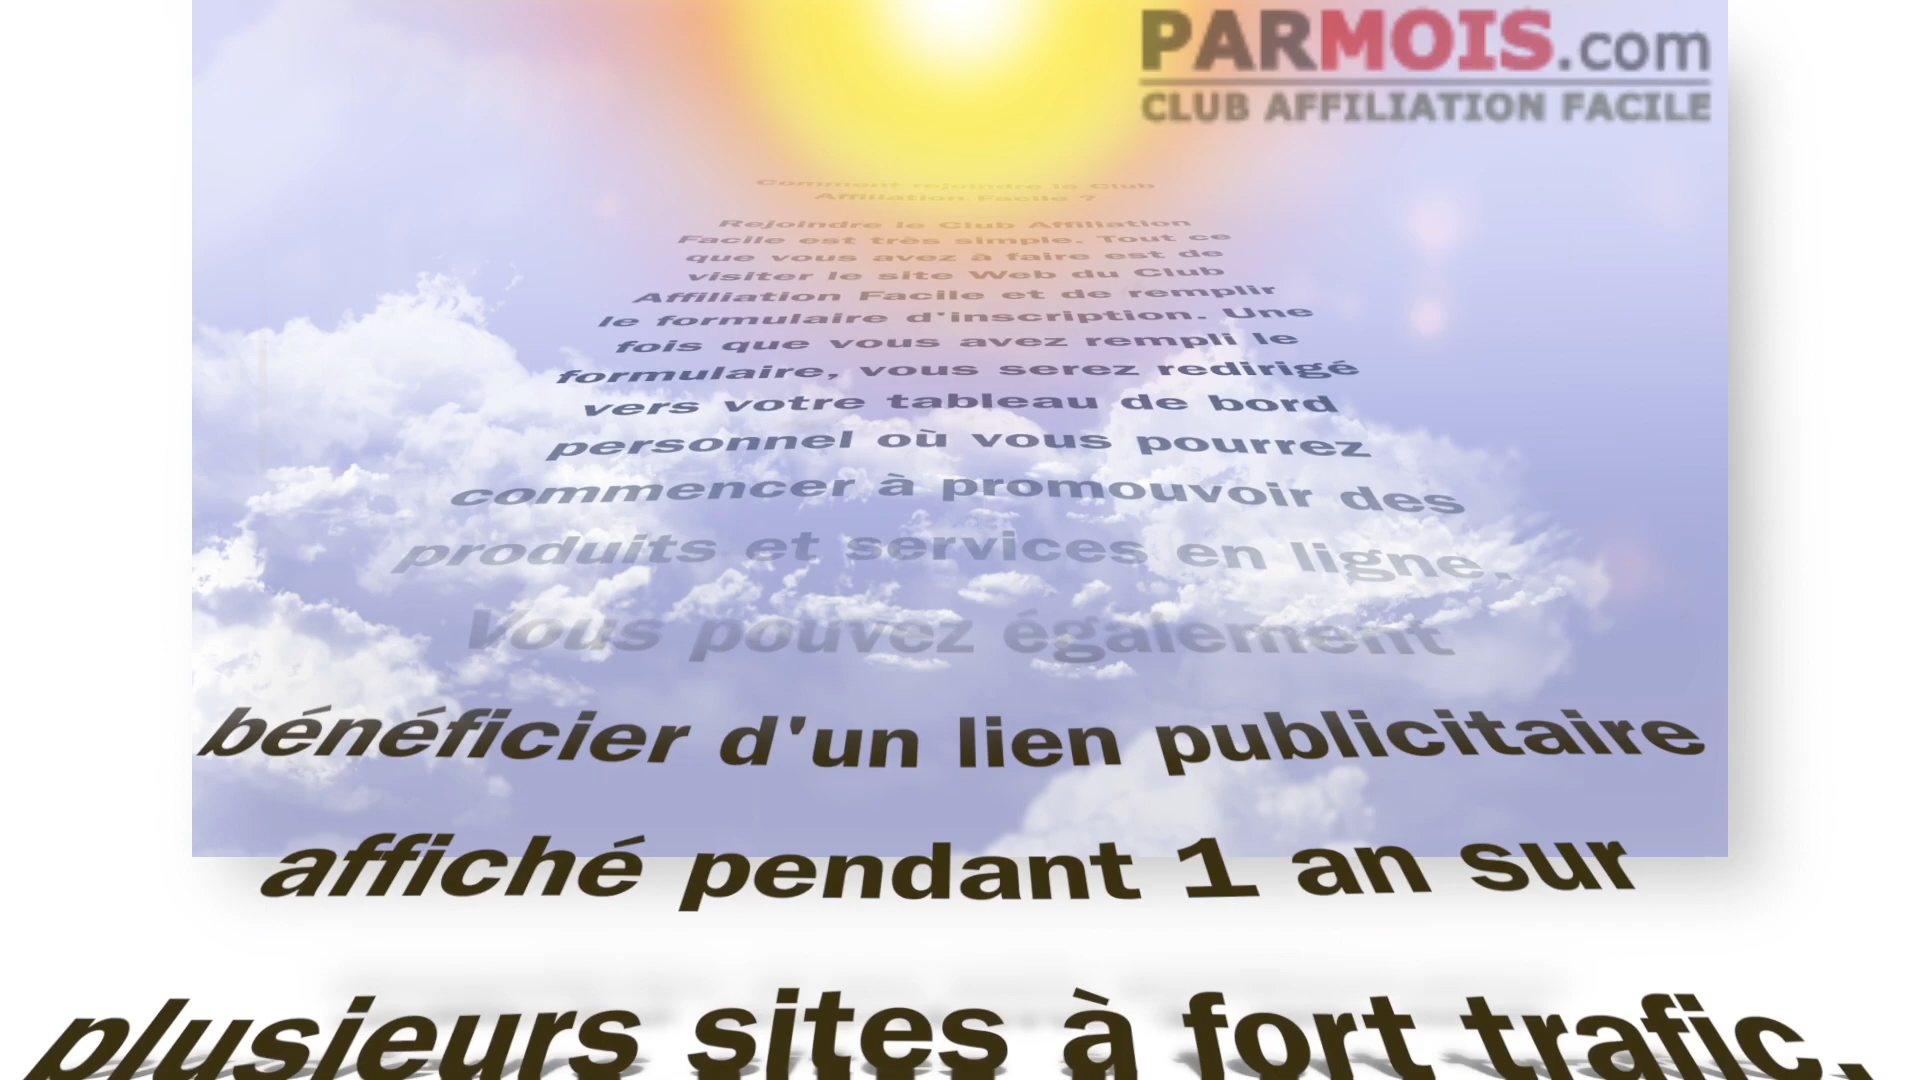 PARMOIS.com
CLUB AFFILIATION FACILE
Comment rejoindre le Club
Affiliation Facile ?
Rejoindre le Club Affiliation
Facile est très simple. Tout ce
que vous avez à faire est de
visiter le site Web du Club
Affiliation Facile et de remplir
le formulaire d'inscription. Une
fois que vous avez rempli le
formulaire, vous serez redirigé
vers votre tableau de bord
personnel où vous pourrez
commencer à promouvoir des
produits et services en ligne.
Vous pouvez également
bénéficier d'un lien publicitaire
affiché pendant 1 an sur
plusieurs sites à fort trafic.